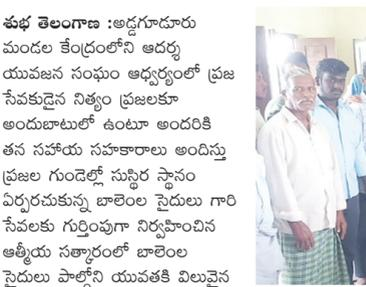 శుభ తెలంగాణ :అడ్డగూడూరు
మండల కేంద్రంలోని ఆదర్శ
యువజన సంఘం ఆధ్వర్యంలో ప్రజ
సేవకుడైన నిత్యం ప్రజలకూ
అందుబాటులో ఉంటూ అందరికి
తన సహాయ సహకారాలు అందిస్తు
ప్రజల గుండెల్లో సుస్థిర స్థానం
ఏర్పరచుకున్న బాలెంల సైదులు గారి
సేవలకు గుర్తింపుగా నిర్వహించిన
ఆత్మీయ సత్కారంలో బాలెంల
సైదులు పాల్గోని యువతకి విలువైన